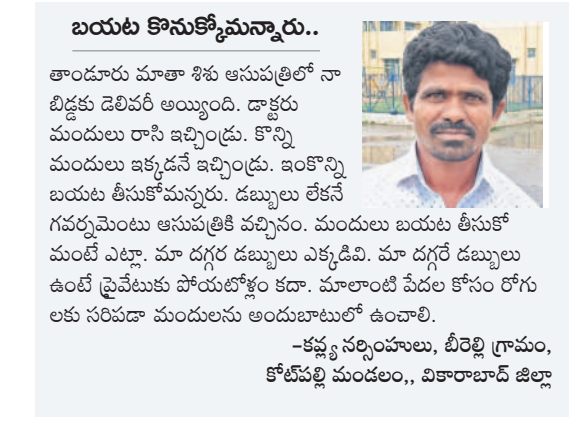 బయట కొనుక్కోమన్నారు..
తాండూరు మాతా శిశు ఆసుపత్రిలో నా
బిడ్డకు డెలివరీ అయ్యింది. డాక్టరు
మందులు రాసి ఇచ్చిండ్రు. కొన్ని
మందులు ఇక్కడనే ఇచ్చిండ్రు. ఇంకొన్ని
బయట తీసుకోమన్నరు. డబ్బులు లేకనే
గవర్నమెంటు ఆసుపత్రికి వచ్చినం. మందులు బయట తీసుకో
మంటే ఎట్లా. మా దగ్గర డబ్బులు ఎక్కడివి. మా దగ్గరే డబ్బులు
ఉంటే ప్రైవేటుకు పోయటోళ్లం కదా. మాలాంటి పేదల కోసం రోగు
లకు సరిపడా మందులను అందుబాటులో ఉంచాలి.
–కవ్య నర్సింహులు, బీరెల్లి గ్రామం,
కోట్‌పల్లి మండలం,, వికారాబాద్ జిల్లా